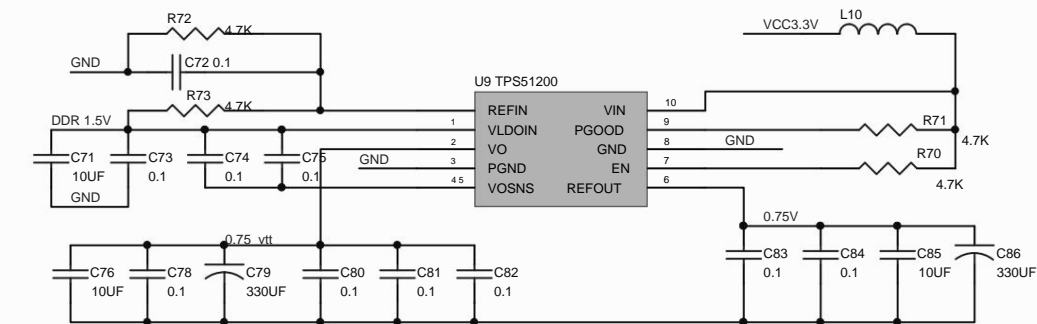 R72
4.7K
GND
C72 0.1
R73
4.7K
DDR 1.5V
C71
10UF
GND
C73
0.1
C74
0.1
C75
0.1
VCC3.3V
L10
U9 TPS51200
REFIN
VLDOIN
VO
PGND
VOSNS
VIN
PGOOD
GND
EN
REFOUT
1
2
3
4 5
10
9
8
7
6
GND
GND
R71
4.7K
R70
4.7K
0.75_vtt
C76
10UF
C78
0.1
C79
330UF
C80
0.1
C81
0.1
C82
0.1
0.75V
C83
0.1
C84
0.1
C85
10UF
C86
330UF